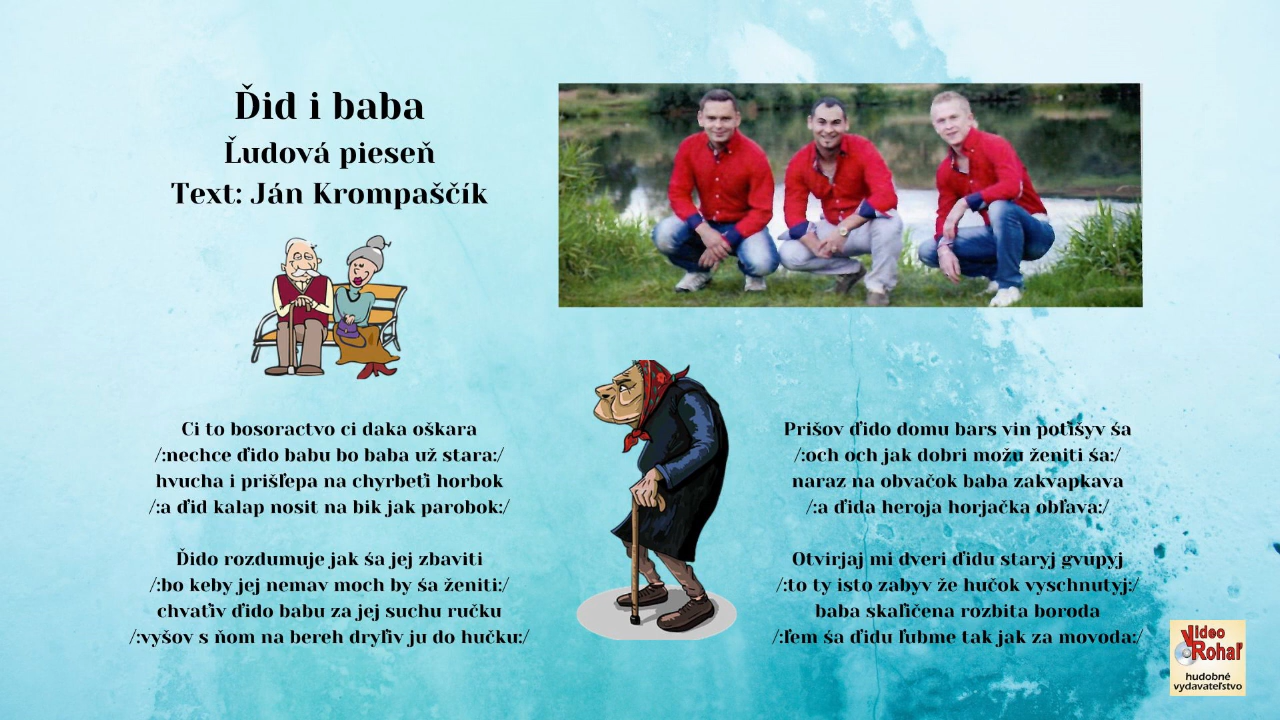 Ďid i baba
Ľudová pieseň
Text: Ján Krompaščík
Ci to bosoractvo ci daka oškara
/:nechce ďido babu bo baba už stara:/
hvucha i prišľepa na chyrbeťi horbok
/:a ďid kalap nosit na bik jak parobok:/
Ďido rozdumuje jak śa jej zbaviti
/:bo keby jej nemav moch by śa ženiti:/
chvaťiv ďido babu za jej suchu ručku
/:vyšov s ňom na bereh dryľiv ju do hučku:/
Prišov ďido domu bars vin poťišyv śa
/:och och jak dobri možu ženiti śa:/
naraz na obvačok baba zakvapkava
/:a ďida heroja horjačka obľava:/
Otvirjaj mi dveri ďidu staryj gvupyj
/:to ty isto zabyv že hučok vyschnutyj:/
baba skaľičena rozbita boroda
/:ľem śa ďidu ľubme tak jak za movoda:/
Video
Rohaľ
hudobné
vydavateľstvo